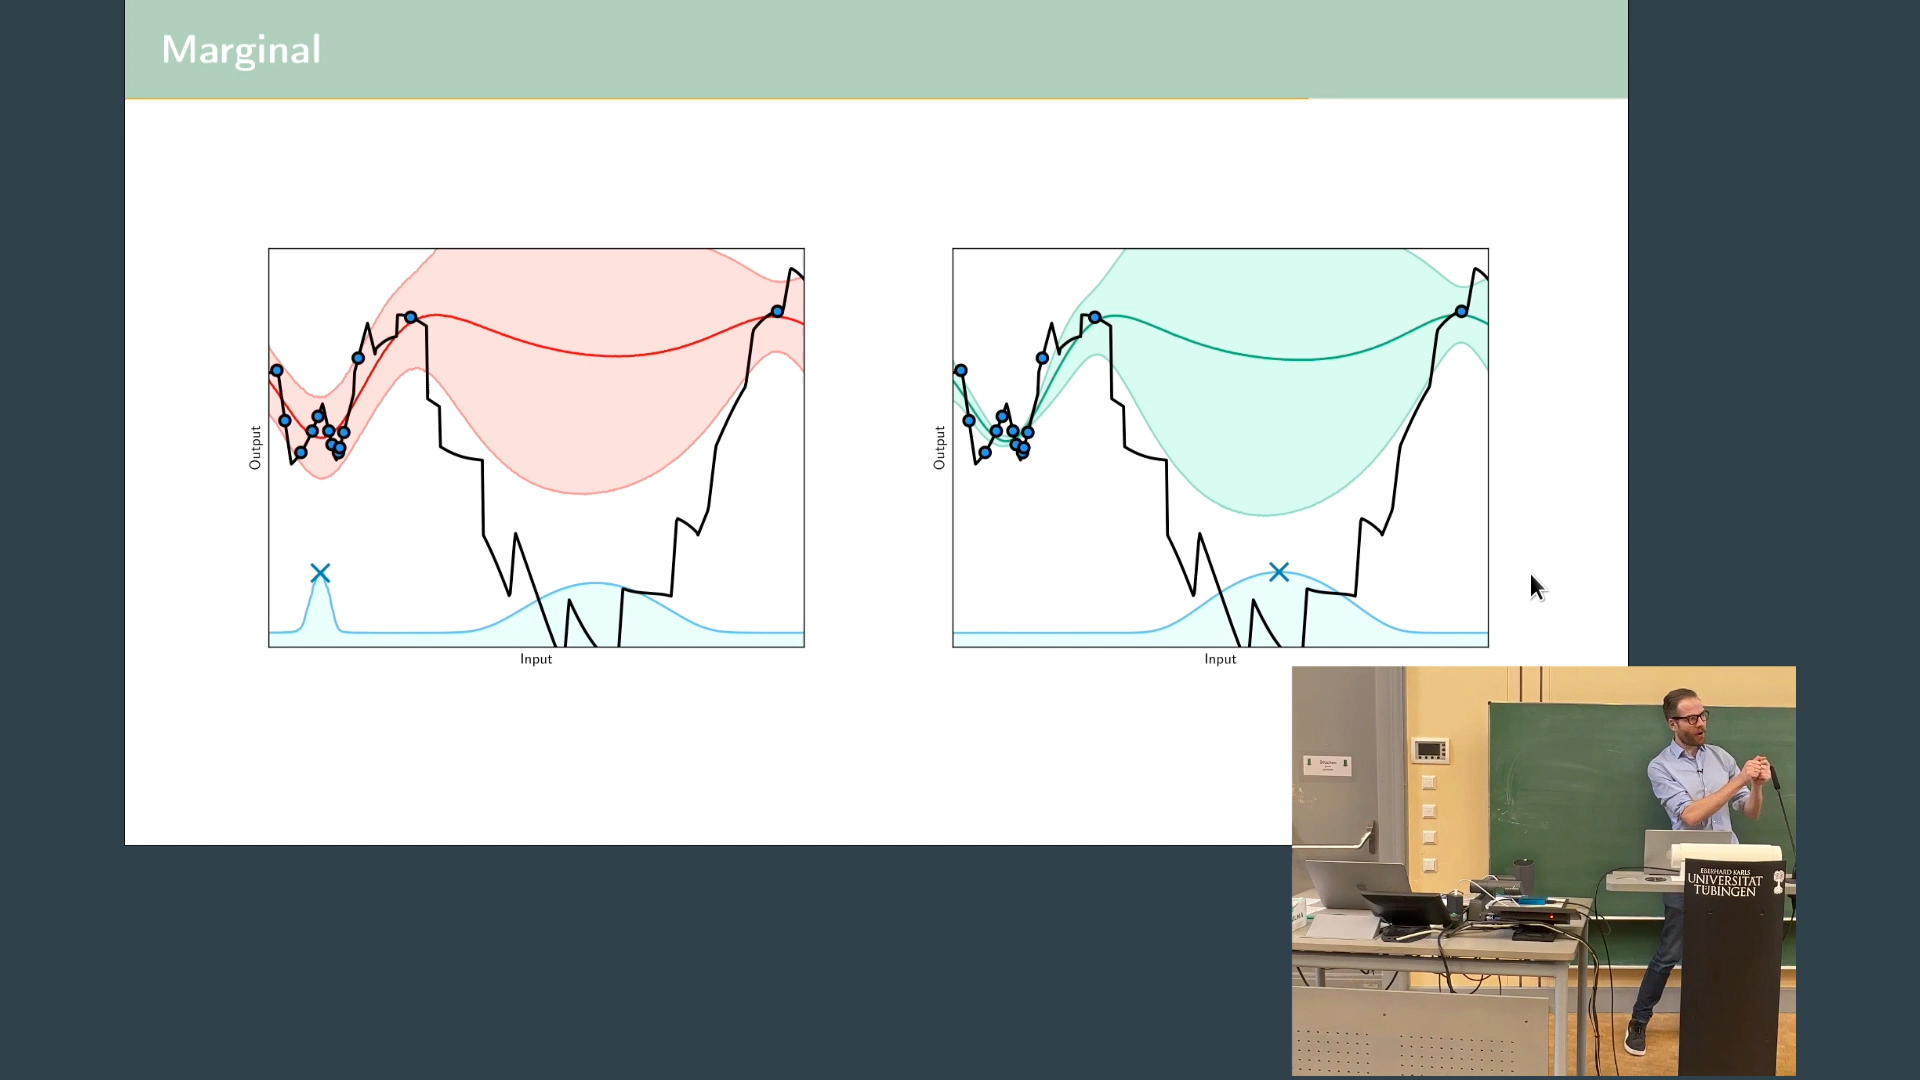 Marginal
Output
Input
Output
Input
EBERHARD KARLS
UNIVERSITÄT
TÜBINGEN